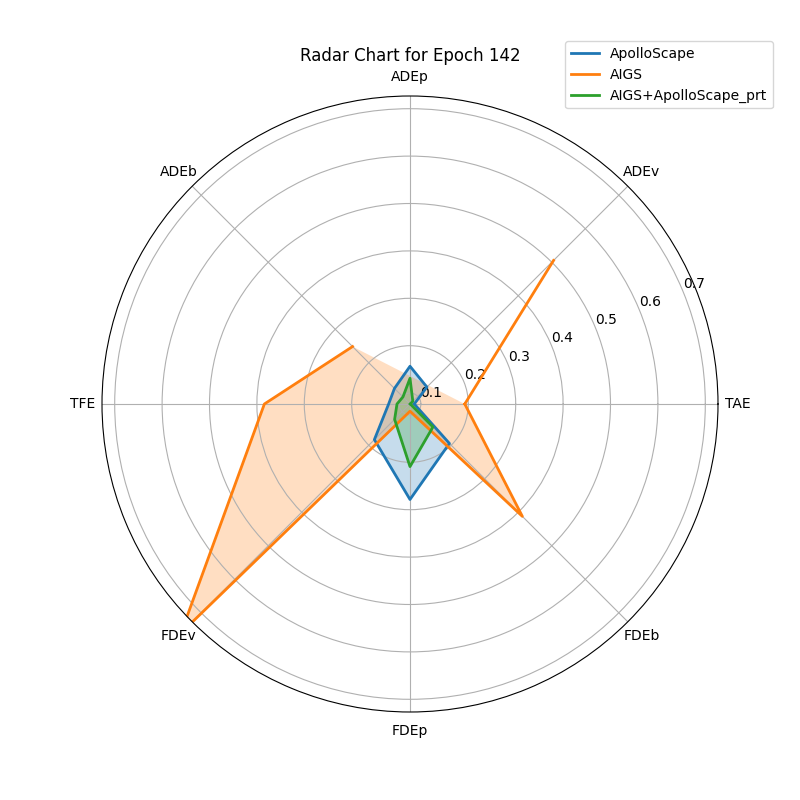 Radar Chart for Epoch 142
ApolloScape
AIGS
AIGS+ApolloScape_prt
ADEp
ADEb
ADEv
0.7
0.6
0.5
0.4
0.3
0.2
0.1
TFE
TAE
FDEv
FDEb
FDEp